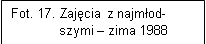 Fot. 17. Zajęcia z najmłod-
szymi – zima 1988